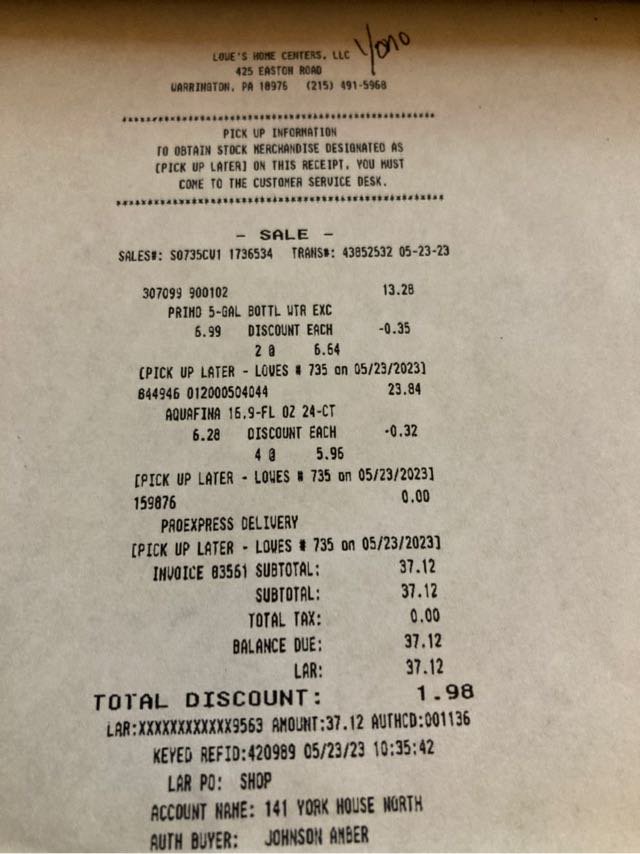 LOWE'S HOME CENTERS, LLC
425 EASTON ROAD
WARRINGTON, PA 18976 (215) 491-5968
****************************************************
PICK UP INFORMATION
TO OBTAIN STOCK MERCHANDISE DESIGNATED AS
[PICK UP LATER] ON THIS RECEIPT, YOU MUST
COME TO THE CUSTOMER SERVICE DESK.
****************************************************
- SALE -
SALES#: S0735CU1 1736534 TRANS#: 43852532 05-23-23
307099 900102 13.28
PRIMO 5-GAL BOTTL WTR EXC
6.99 DISCOUNT EACH -0.35
2 @ 6.64
[PICK UP LATER - LOWES # 735 on 05/23/2023]
844946 012000504044 23.84
AQUAFINA 16.9-FL OZ 24-CT
6.28 DISCOUNT EACH -0.32
4 @ 5.96
[PICK UP LATER - LOWES # 735 on 05/23/2023]
159876 0.00
PROEXPRESS DELIVERY
[PICK UP LATER - LOWES # 735 on 05/23/2023]
INVOICE 83561 SUBTOTAL: 37.12
SUBTOTAL: 37.12
TOTAL TAX: 0.00
BALANCE DUE: 37.12
LAR: 37.12
TOTAL DISCOUNT: 1.98
LAR:XXXXXXXXXXXX9563 AMOUNT:37.12 AUTHCD:001136
KEYED REFID:420989 05/23/23 10:35:42
LAR PO: SHOP
ACCOUNT NAME: 141 YORK HOUSE NORTH
AUTH BUYER: JOHNSON AMBER